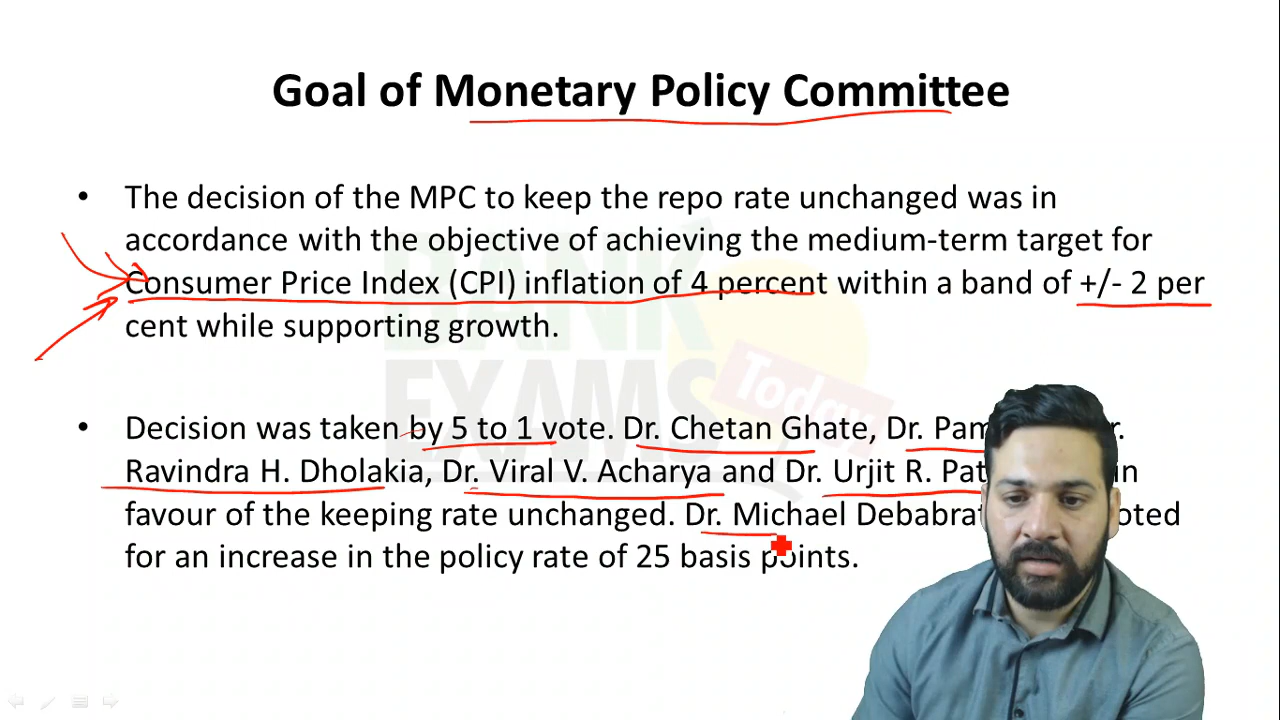 Goal of Monetary Policy Committee
• The decision of the MPC to keep the repo rate unchanged was in
accordance with the objective of achieving the medium-term target for
Consumer Price Index (CPI) inflation of 4 percent within a band of +/- 2 per
cent while supporting growth.
• Decision was taken by 5 to 1 vote. Dr. Chetan Ghate, Dr.
Ravindra H. Dholakia, Dr. Viral V. Acharya and Dr. Urjit R. in
favour of the keeping rate unchanged. Dr. Michael
for an increase in the policy rate of 25 basis points.
BANK
EXAMS
Today